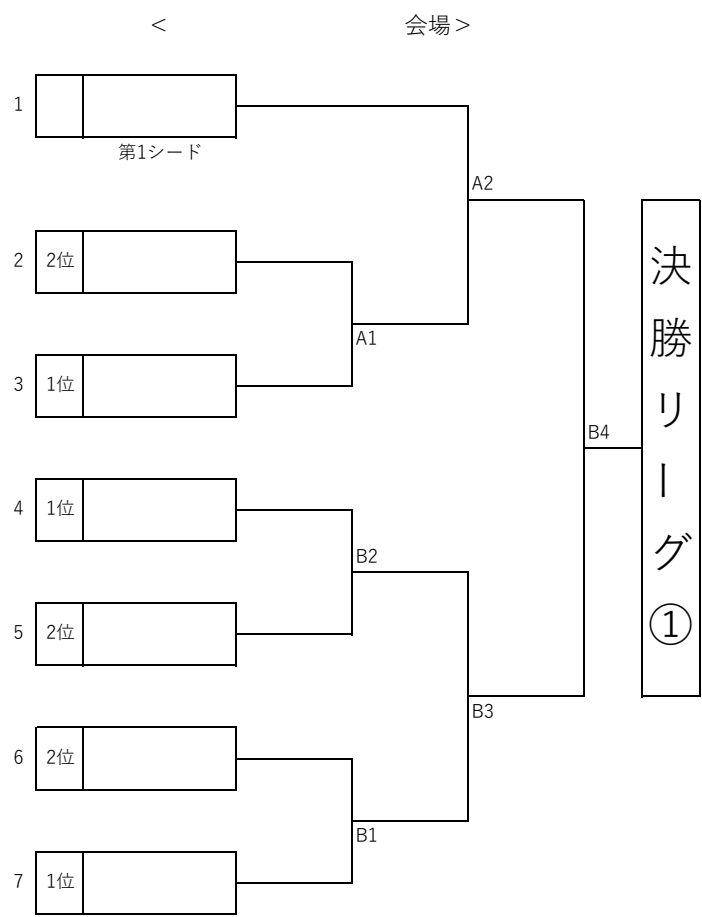 ＜ 会場＞
1
第1シード
A2
2 2位
A1
3 1位
B4
4 1位
B2
5 2位
B3
6 2位
B1
7 1位
決勝リーグ①